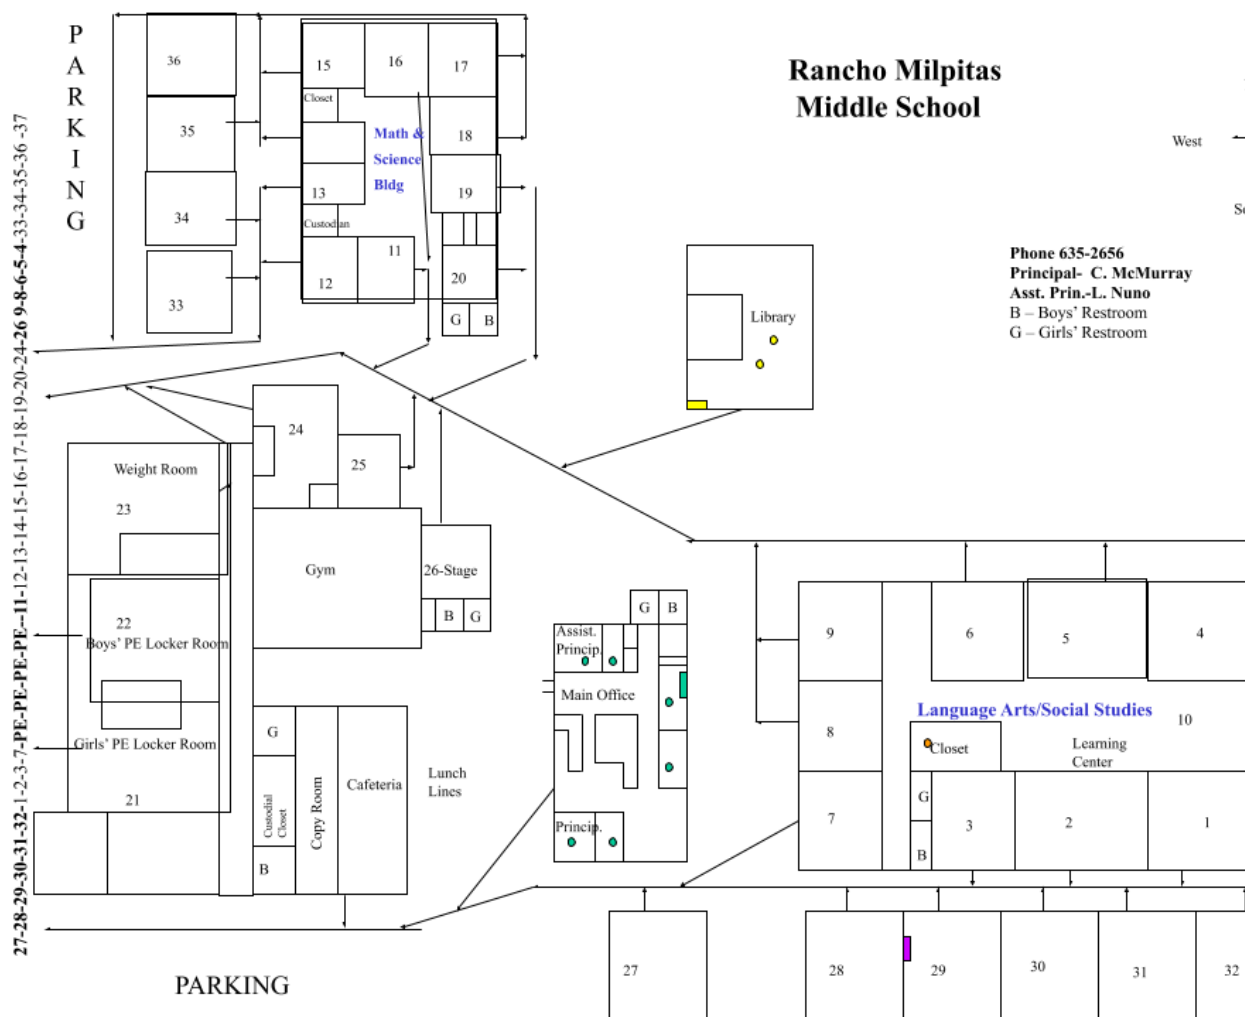 P
A
R
K
I
N
G
36
35
34
33
15
16
17
Closet
Math &
Science
Bldg
18
13
19
Custodian
11
12
20
G
B
Rancho Milpitas
Middle School
West
Phone 635-2656
Principal-  C. McMurray
Asst. Prin.-L. Nuno
B – Boys' Restroom
G – Girls' Restroom
Library
27-28-29-30-31-32-1-2-3-7-PE-PE-PE-PE--11-12-13-14-15-16-17-18-19-20-24-26 9-8-6-5-4-33-34-35-36 -37
24
25
Weight Room
23
Gym
26-Stage
B
G
22
Boys' PE Locker Room
Girls' PE Locker Room
21
G
Custodial
Closet
B
Copy Room
Cafeteria
Lunch
Lines
G
B
Assist.
Princip.
Main Office
Princip.
9
6
5
4
8
Language Arts/Social Studies
10
Closet
Learning
Center
7
G
B
3
2
1
27
28
29
30
31
32
PARKING